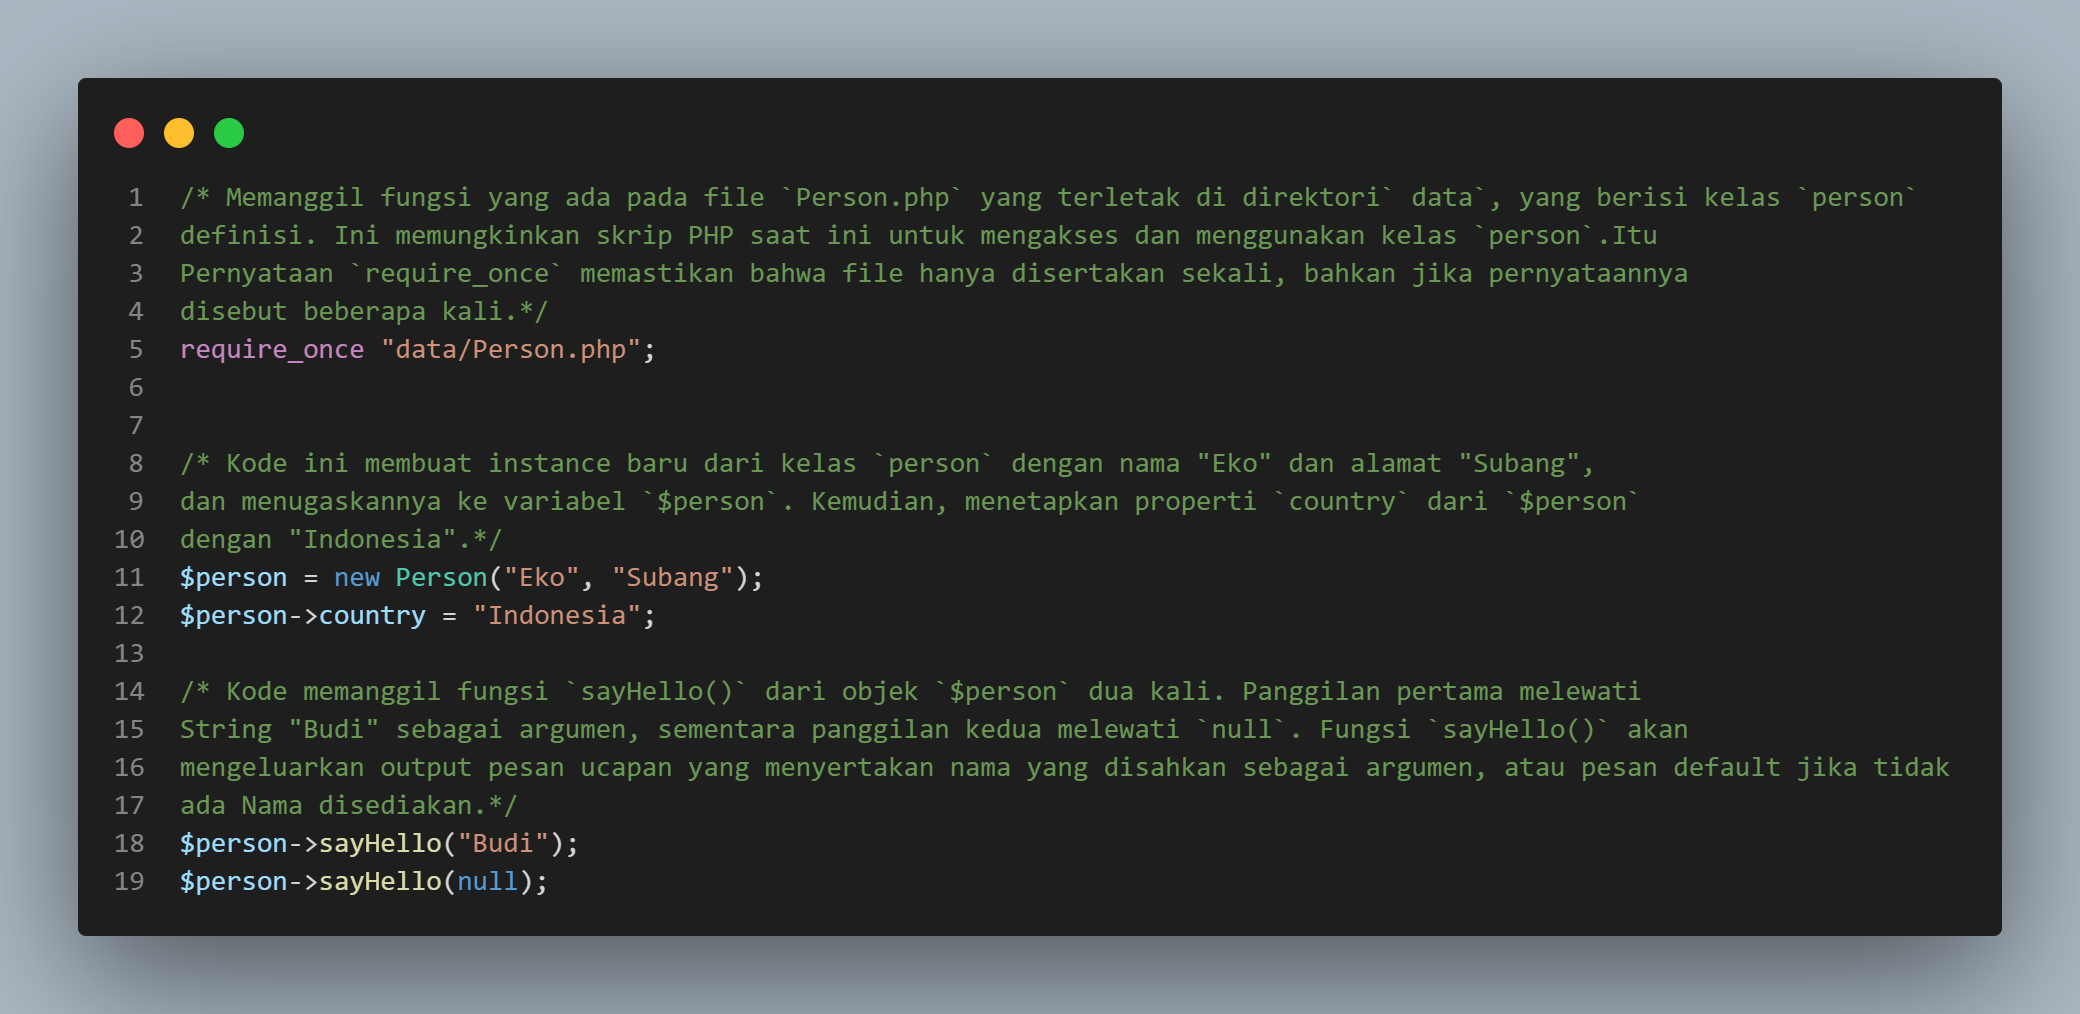 1 /* Memanggil fungsi yang ada pada file `Person.php` yang terletak di direktori` data`, yang berisi kelas `person`
2 definisi. Ini memungkinkan skrip PHP saat ini untuk mengakses dan menggunakan kelas `person`.Itu
3 Pernyataan `require_once` memastikan bahwa file hanya disertakan sekali, bahkan jika pernyataannya
4 disebut beberapa kali.*/
5 require_once "data/Person.php";
6
7
8 /* Kode ini membuat instance baru dari kelas `person` dengan nama "Eko" dan alamat "Subang",
9 dan menugaskannya ke variabel `$person`. Kemudian, menetapkan properti `country` dari `$person`
10 dengan "Indonesia".*/
11 $person = new Person("Eko", "Subang");
12 $person->country = "Indonesia";
13
14 /* Kode memanggil fungsi `sayHello()` dari objek `$person` dua kali. Panggilan pertama melewati
15 String "Budi" sebagai argumen, sementara panggilan kedua melewati `null`. Fungsi `sayHello()` akan
16 mengeluarkan output pesan ucapan yang menyertakan nama yang disahkan sebagai argumen, atau pesan default jika tidak
17 ada Nama disediakan.*/
18 $person->sayHello("Budi");
19 $person->sayHello(null);